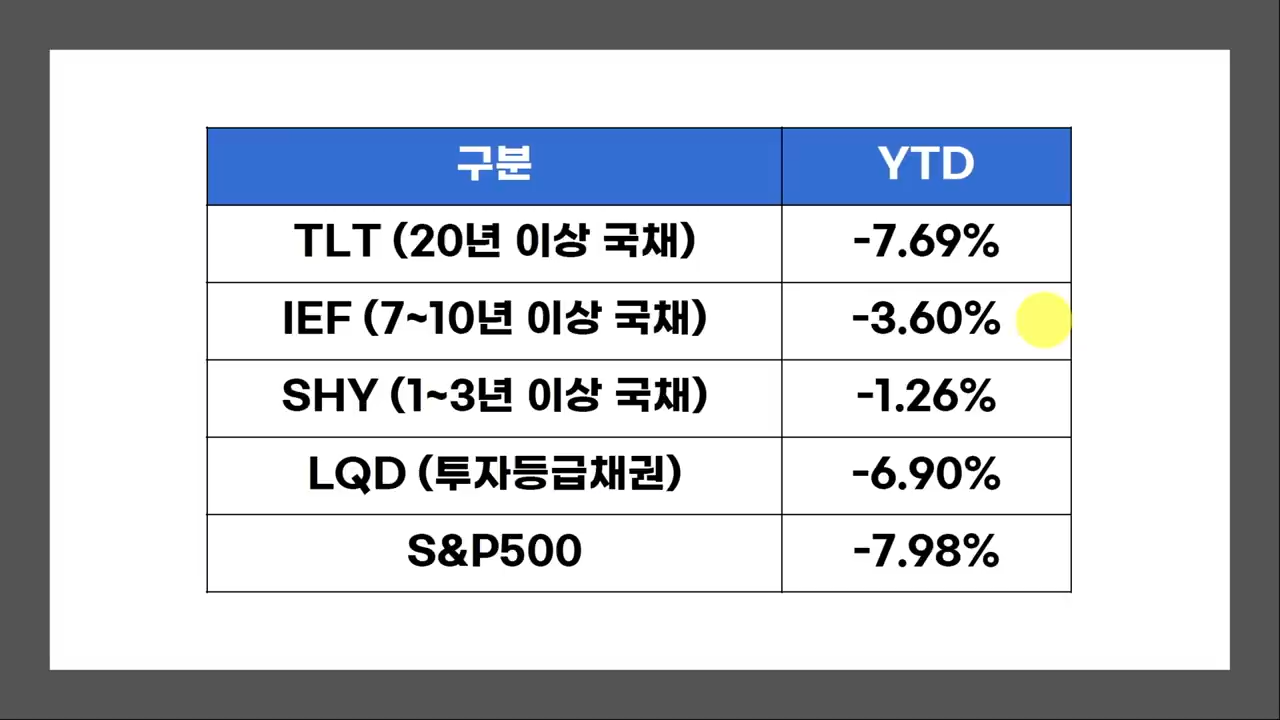 구분 YTD
TLT (20년 이상 국채) -7.69%
IEF (7~10년 이상 국채) -3.60%
SHY (1~3년 이상 국채) -1.26%
LQD (투자등급채권) -6.90%
S&P500 -7.98%